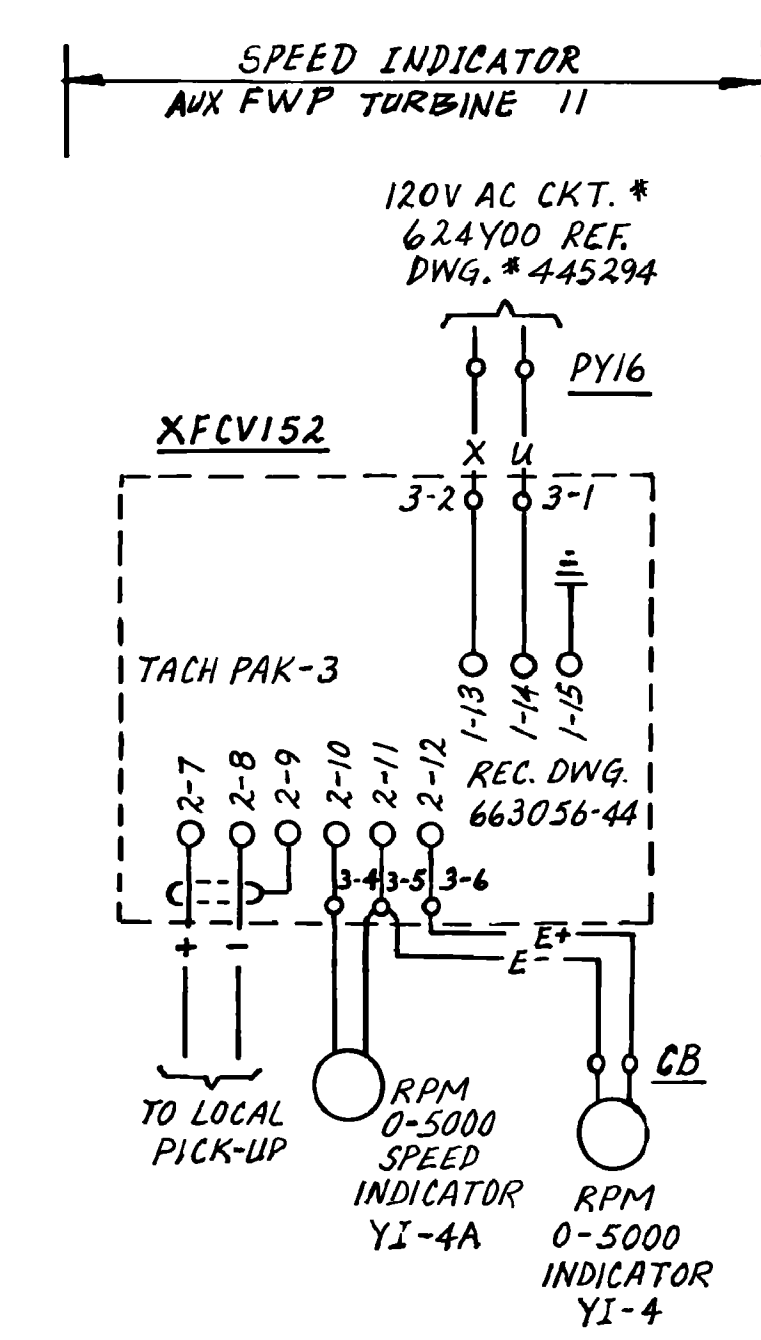 SPEED INDICATOR
AUX FWP TURBINE 11
120V AC CKT. #
624Y00 REF.
DWG. # 445294
PY16
XFCV152
X U
3-2 3-1
TACH PAK-3
1-13 1-14 1-15
2-7 2-8 2-9 2-10 2-11 2-12
REC. DWG.
663056-44
3-4 3-5 3-6
+ -
E+
E-
CB
TO LOCAL
PICK-UP
RPM
0-5000
SPEED
INDICATOR
YI-4A
RPM
0-5000
INDICATOR
YI-4